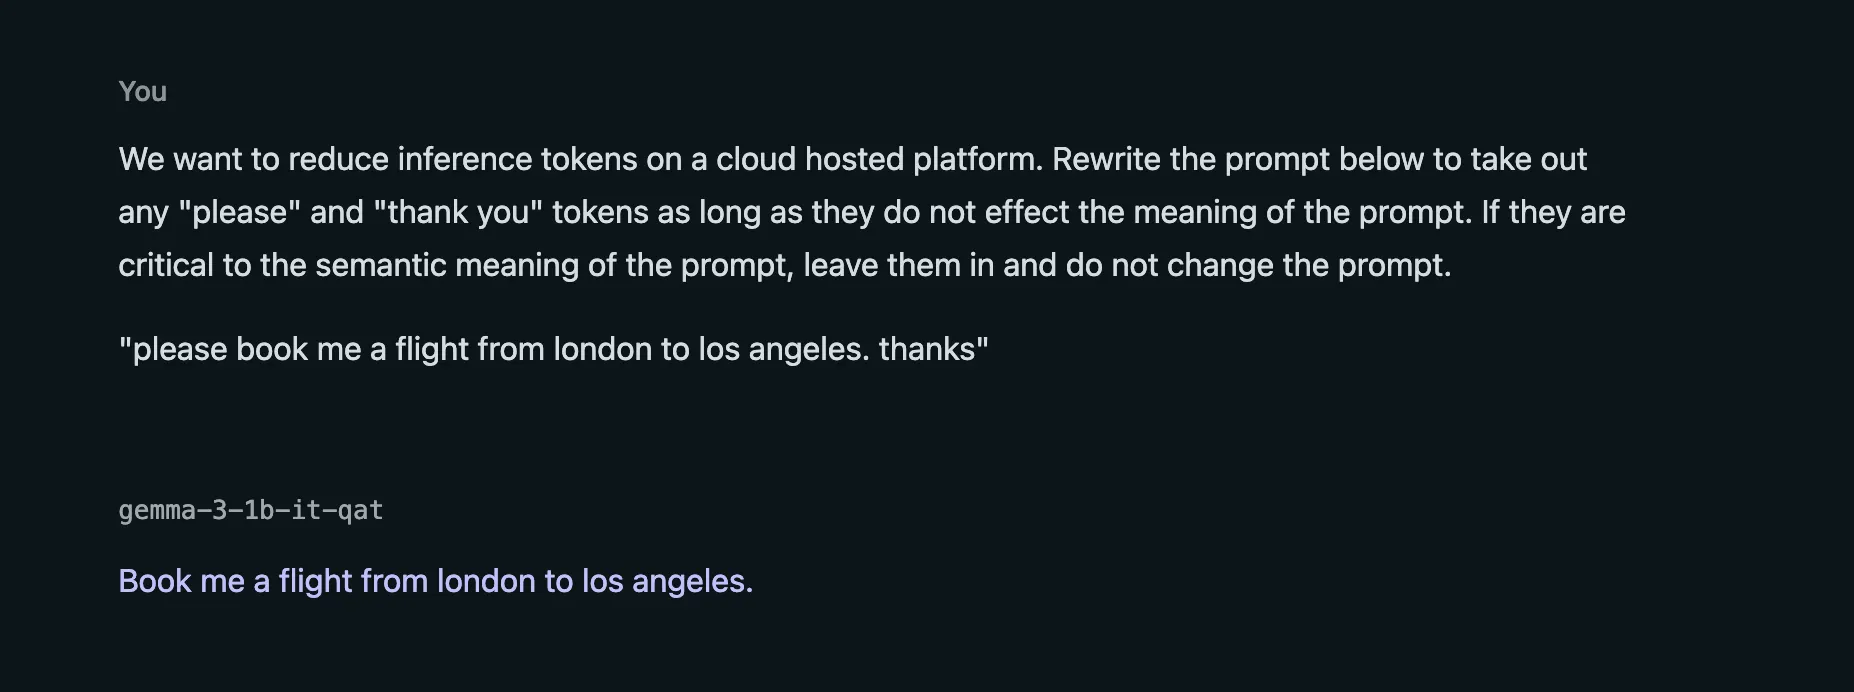 You
We want to reduce inference tokens on a cloud hosted platform. Rewrite the prompt below to take out
any "please" and "thank you" tokens as long as they do not effect the meaning of the prompt. If they are
critical to the semantic meaning of the prompt, leave them in and do not change the prompt.
"please book me a flight from london to los angeles. thanks"
gemma-3-1b-it-qat
Book me a flight from london to los angeles.